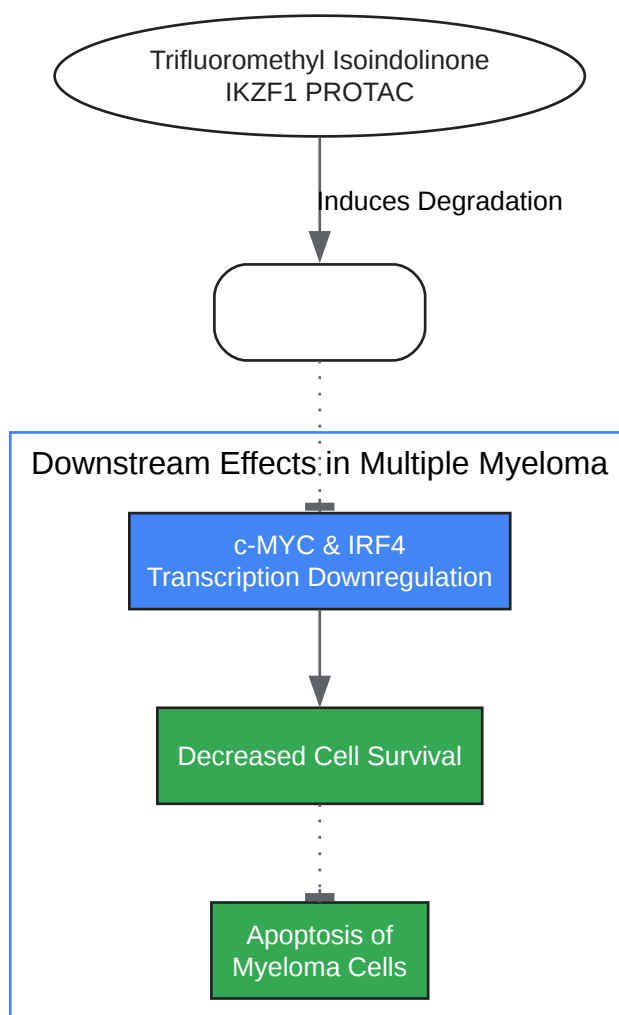 Trifluoromethyl Isoindolinone
IKZF1 PROTAC
Induces Degradation
Downstream Effects in Multiple Myeloma
c-MYC & IRF4
Transcription Downregulation
Decreased Cell Survival
Apoptosis of
Myeloma Cells